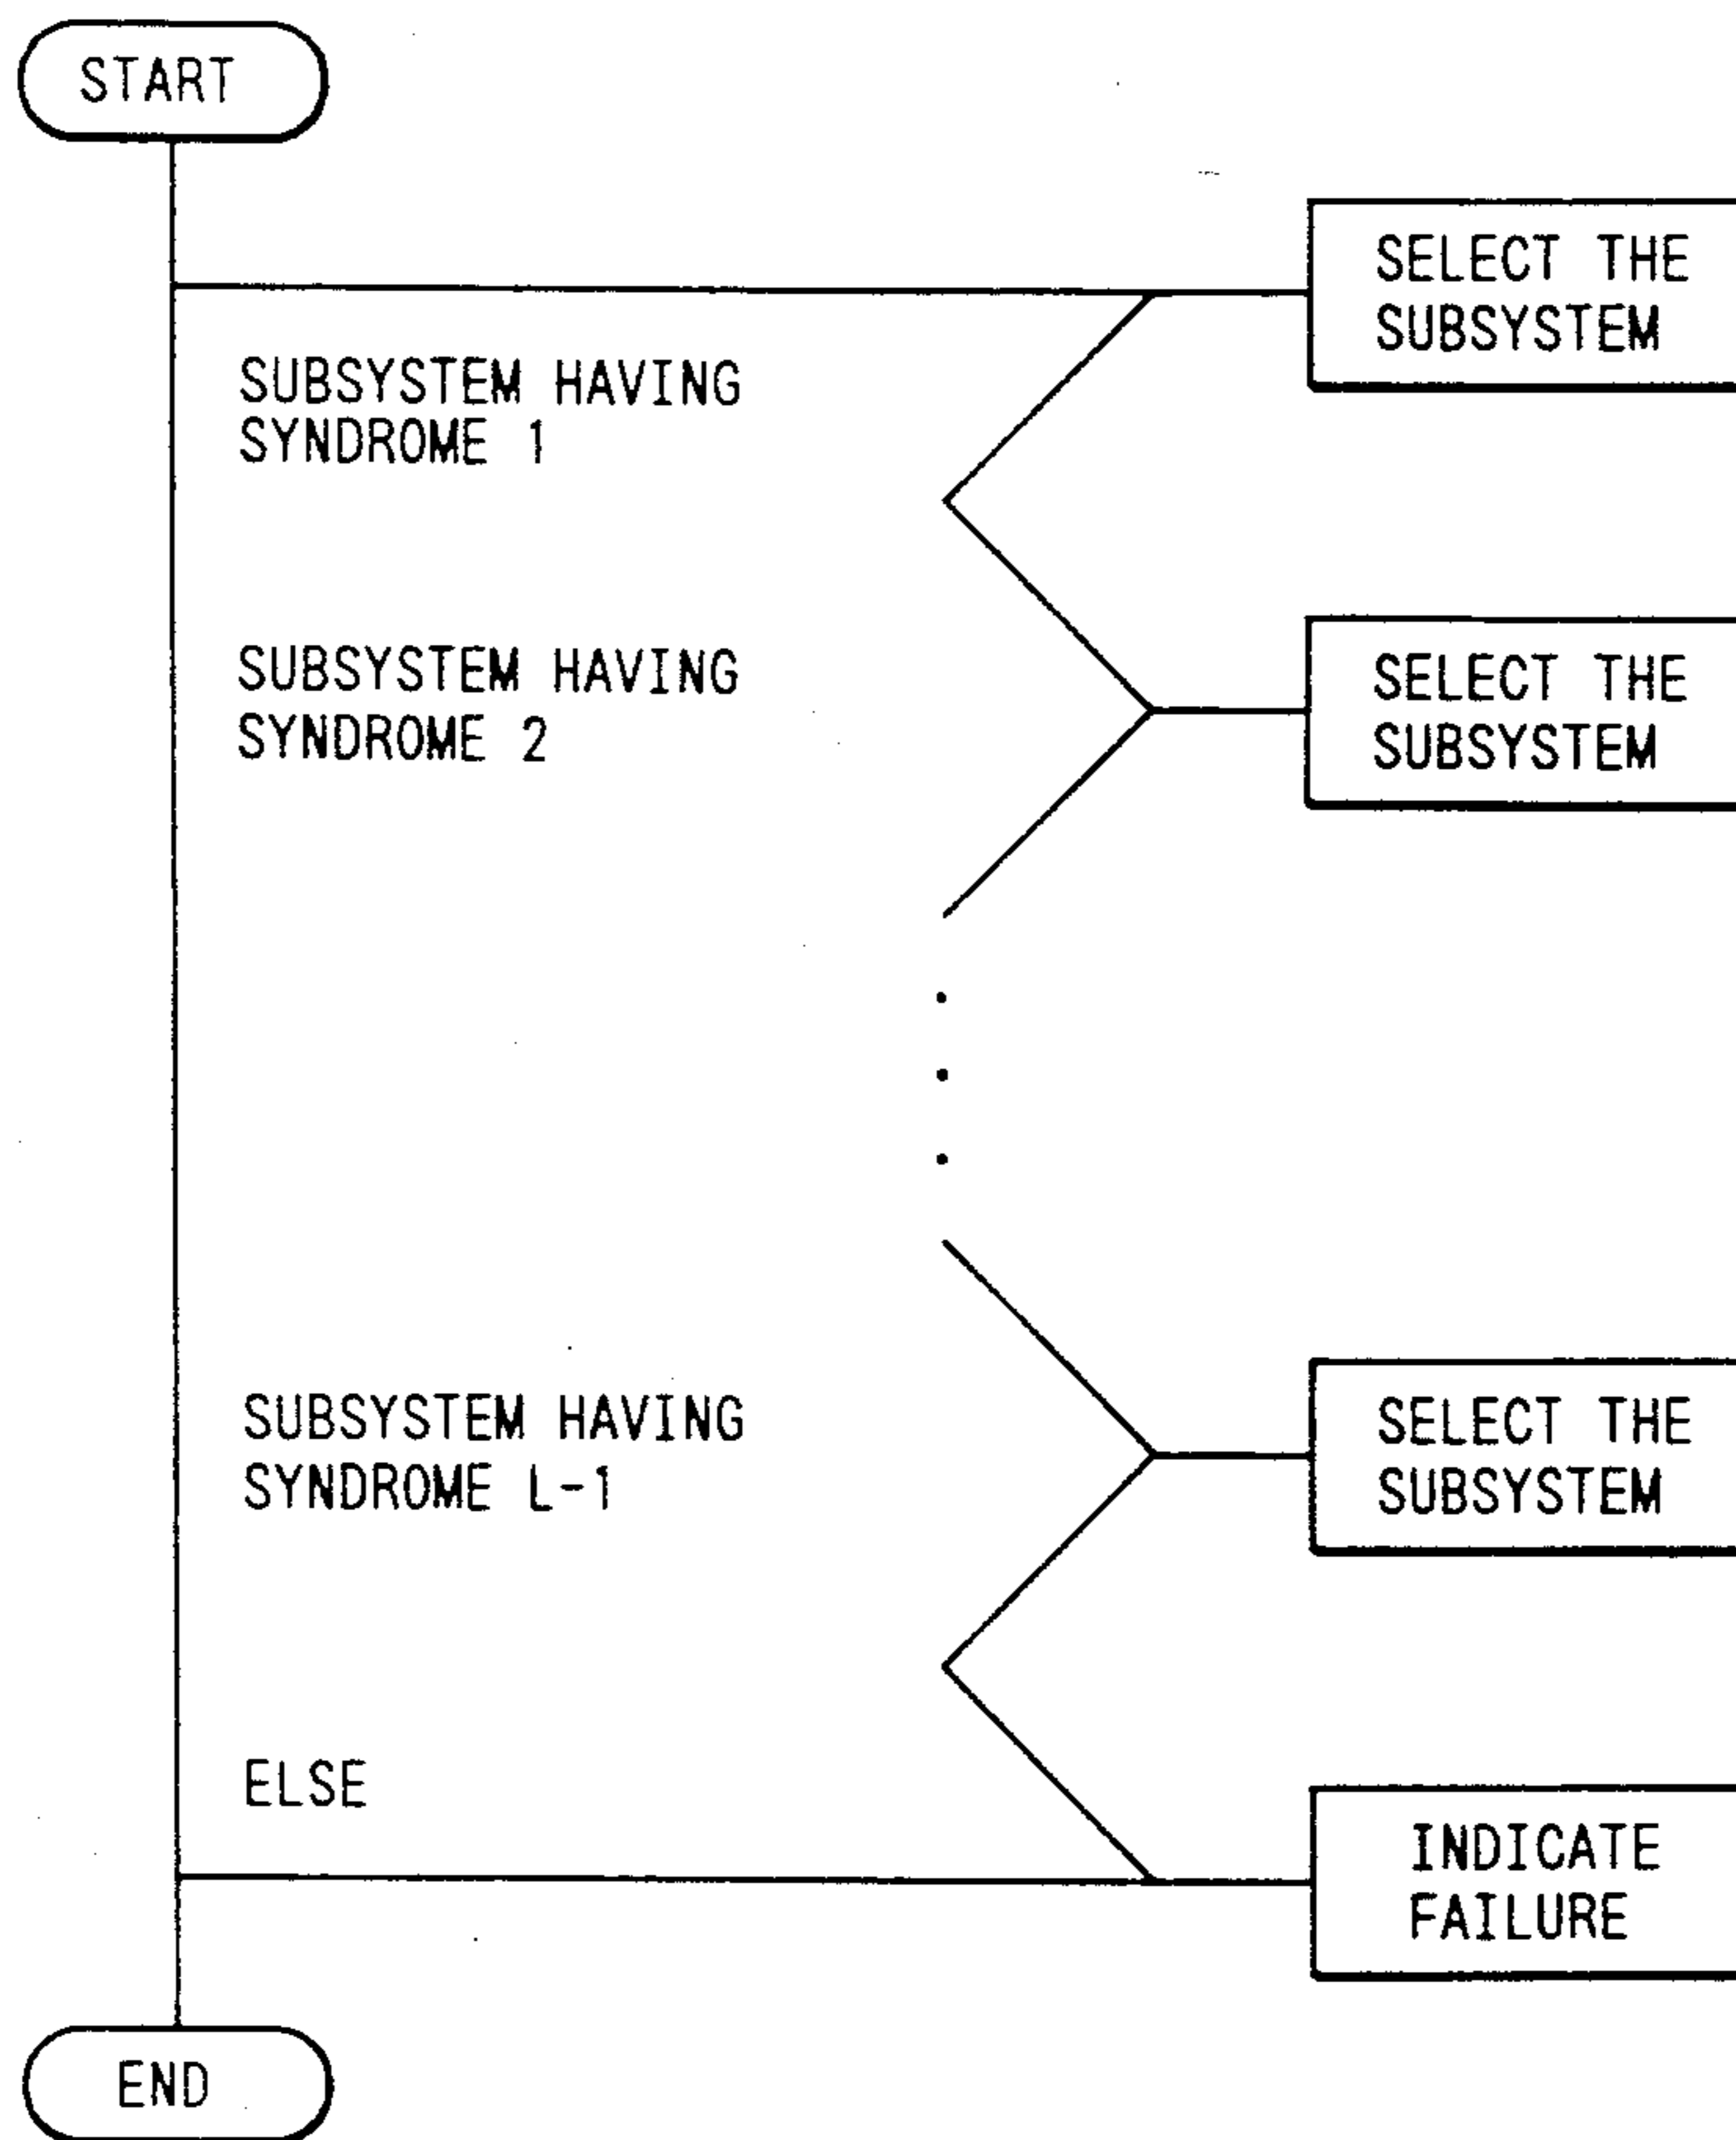 START
SELECT THE
SUBSYSTEM
SUBSYSTEM HAVING
SYNDROME 1
SUBSYSTEM HAVING
SYNDROME 2
SELECT THE
SUBSYSTEM
SUBSYSTEM HAVING
SYNDROME L-1
SELECT THE
SUBSYSTEM
ELSE
INDICATE
FAILURE
END